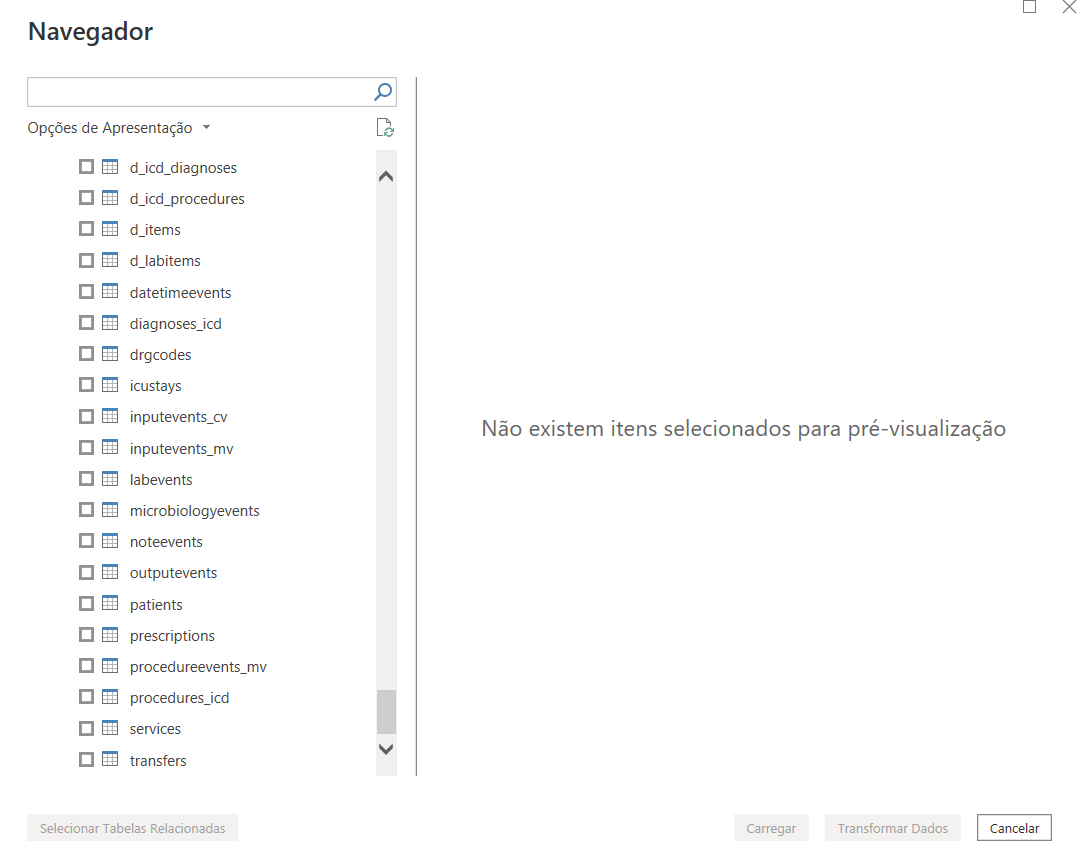 Navegador
Opções de Apresentação
d_icd_diagnoses
d_icd_procedures
d_items
d_labitems
datetimeevents
diagnoses_icd
drgcodes
icustays
inputevents_cv
inputevents_mv
labevents
microbiologyevents
noteevents
outputevents
patients
prescriptions
procedureevents_mv
procedures_icd
services
transfers
Não existem itens selecionados para pré-visualização
Selecionar Tabelas Relacionadas
Carregar
Transformar Dados
Cancelar